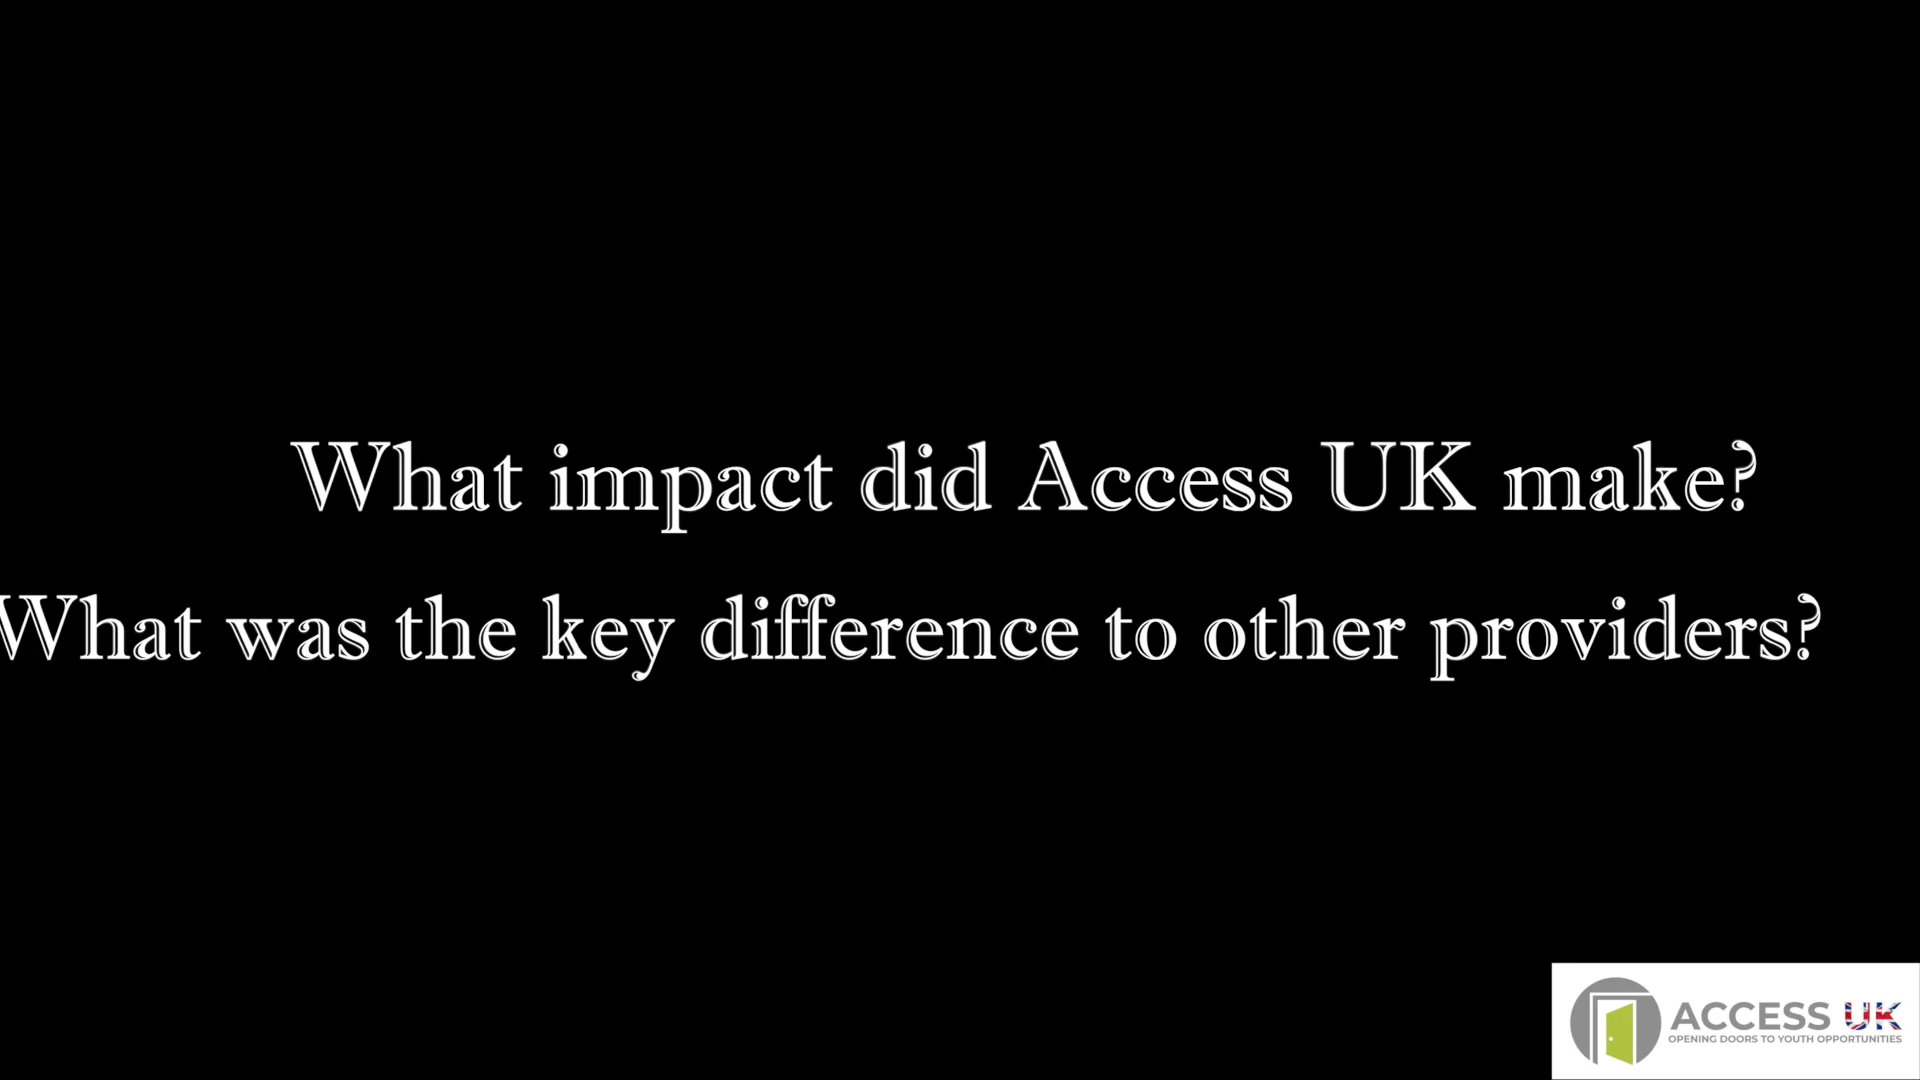 What impact did Access UK make?
What was the key difference to other providers?
ACCESS UK
OPENING DOORS TO YOUTH OPPORTUNITIES